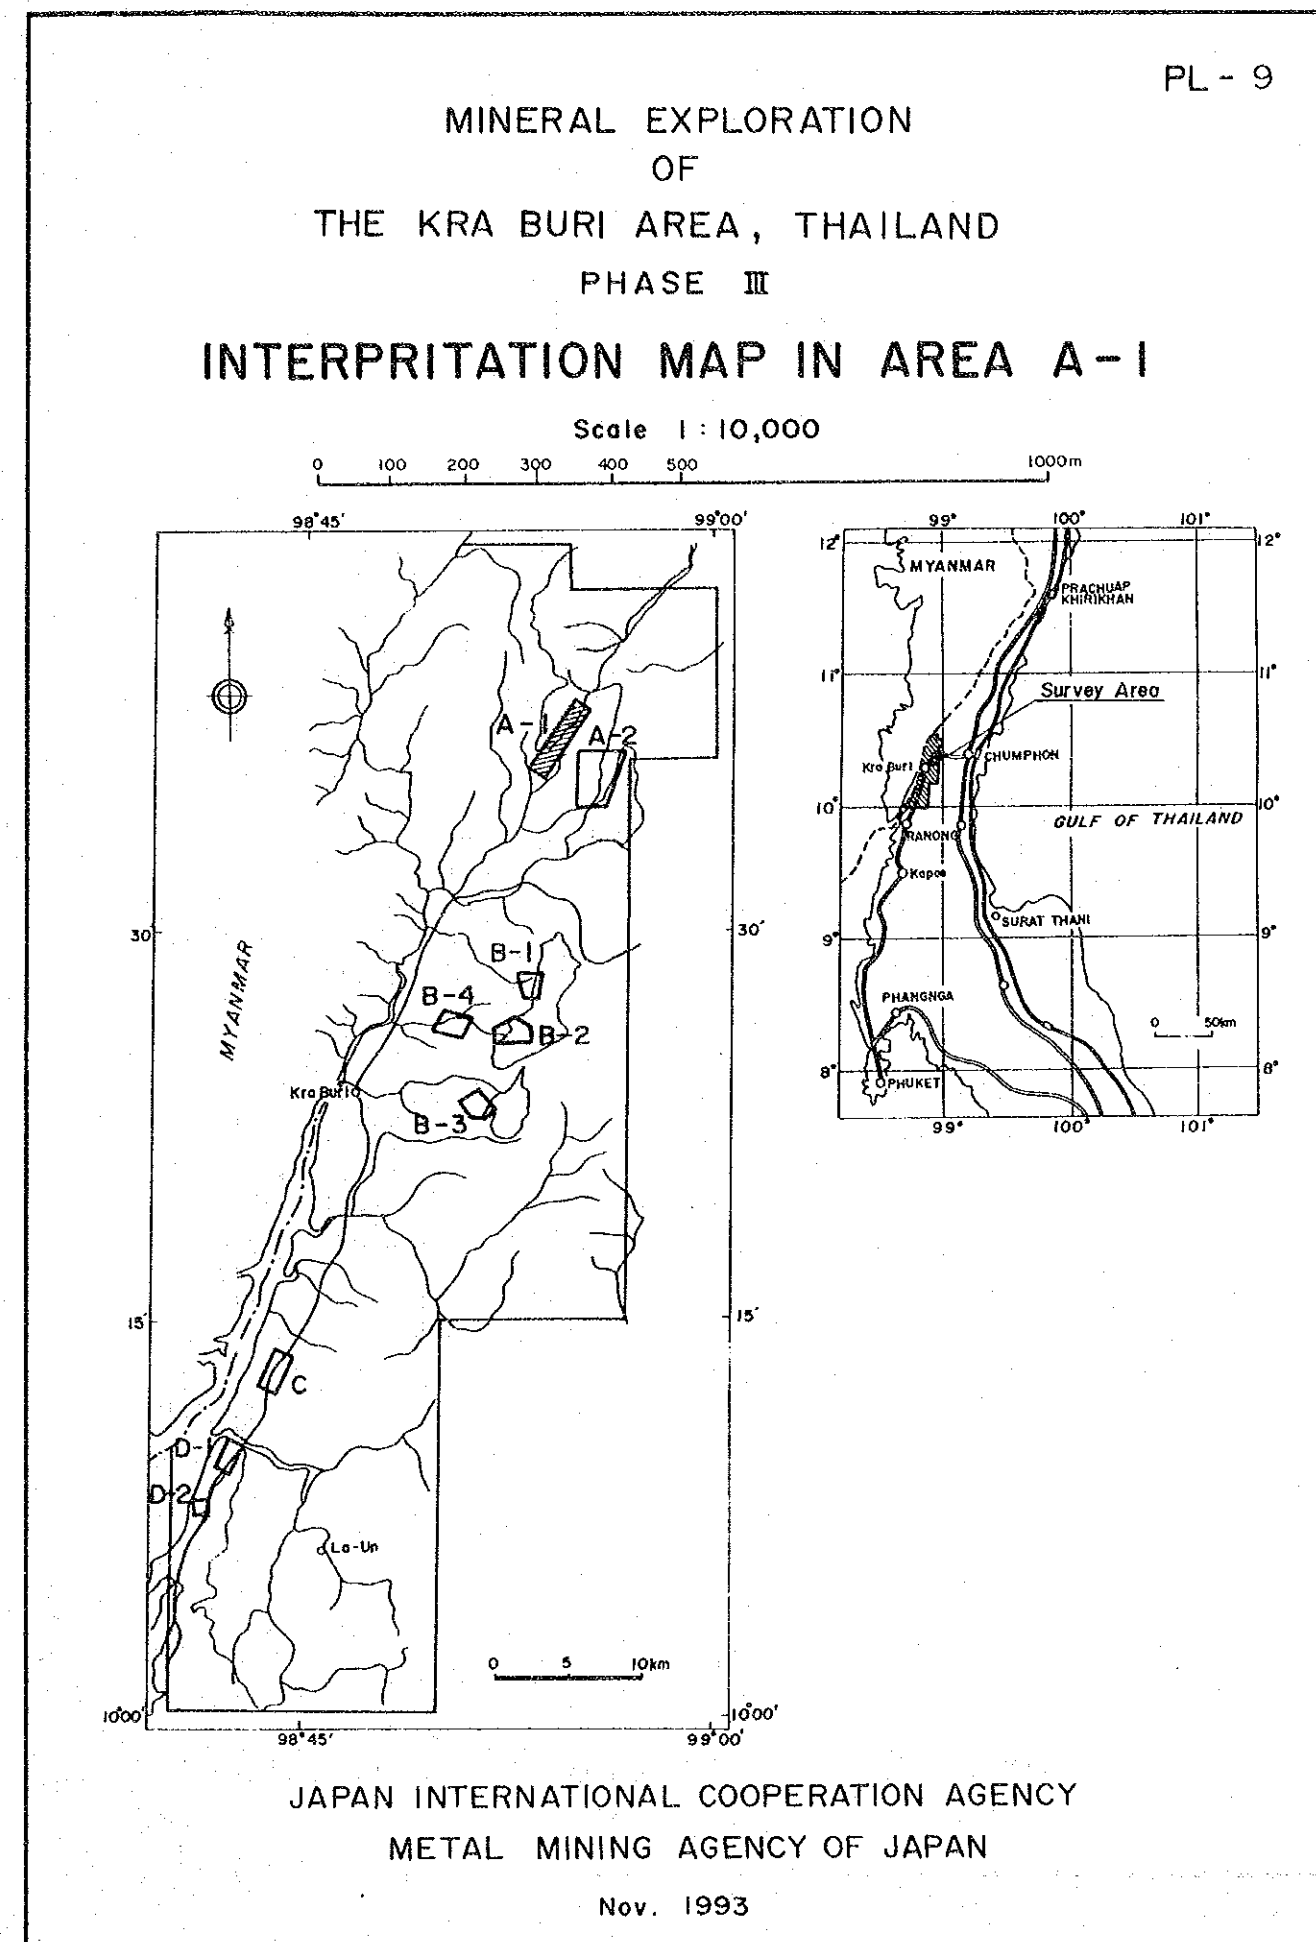 PL - 9
MINERAL EXPLORATION
OF
THE KRA BURI AREA, THAILAND
PHASE III
INTERPRITATION MAP IN AREA A-1
Scale 1 : 10,000
0 100 200 300 400 500 1000m
98°45' 99°00'
A-1
A-2
30' 30'
MYANMAR
B-1
B-4
B-2
Kra Buri
B-3
15' 15'
C
D-1
D-2
La-Un
0 5 10km
10°00' 10°00'
98°45' 99°00'
99° 100° 101°
12° 12°
MYANMAR
PRACHUAP
KHIRIKHAN
11° 11°
Survey Area
Kra Buri
CHUMPHON
10° 10°
GULF OF THAILAND
RANONG
Kapoe
SURAT THANI
9° 9°
PHANGNGA
0 50km
8° 8°
PHUKET
99° 100° 101°
JAPAN INTERNATIONAL COOPERATION AGENCY
METAL MINING AGENCY OF JAPAN
Nov. 1993